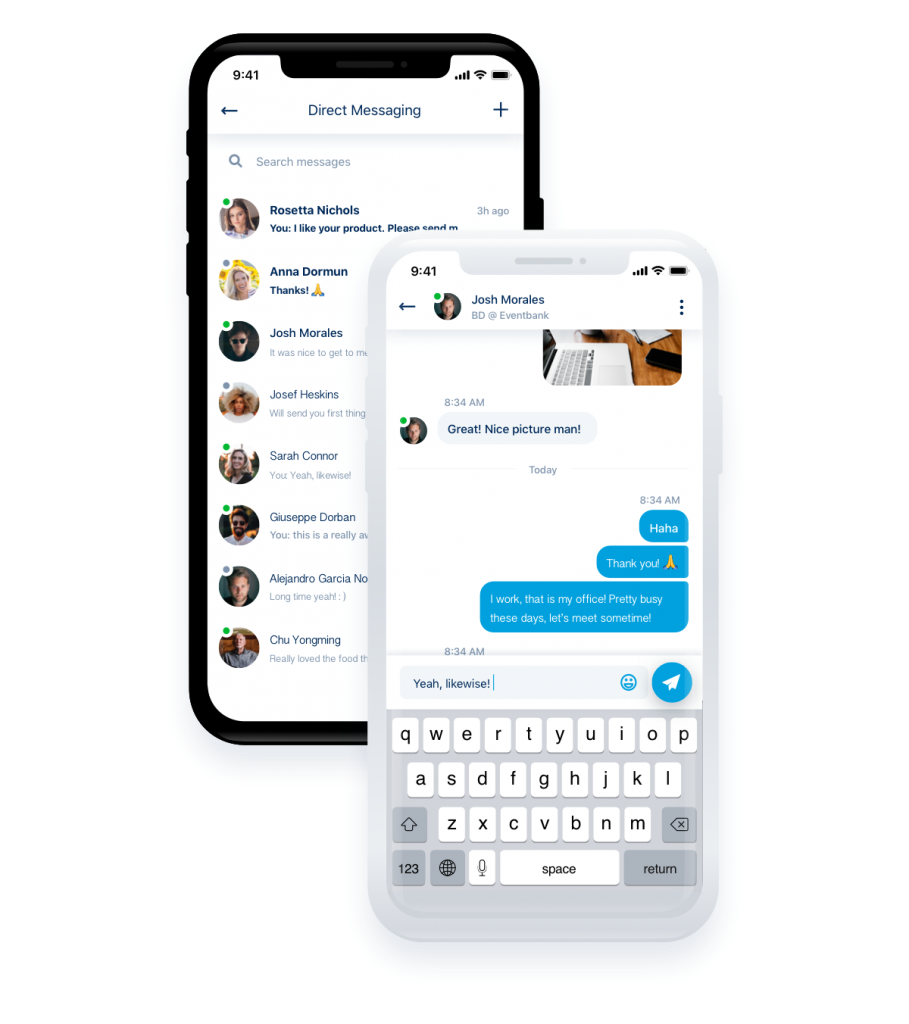 9:41
Direct Messaging
Search messages
Rosetta Nichols
3h ago
You: I like your product. Please send m
Anna Dormun
Thanks! 🙏
Josh Morales
It was nice to get to me
Josef Heskins
Will send you first thing
Sarah Connor
You: Yeah, likewise!
Giuseppe Dorban
You: this is a really aw
Alejandro Garcia No
Long time yeah! : )
Chu Yongming
Really loved the food th
9:41
Josh Morales
BD @ Eventbank
8:34 AM
Great! Nice picture man!
Today
8:34 AM
Haha
Thank you! 🙏
I work, that is my office! Pretty busy
these days, let's meet sometime!
8:34 AM
Yeah, likewise!
q w e r t y u i o p
a s d f g h j k l
z x c v b n m
123 space return